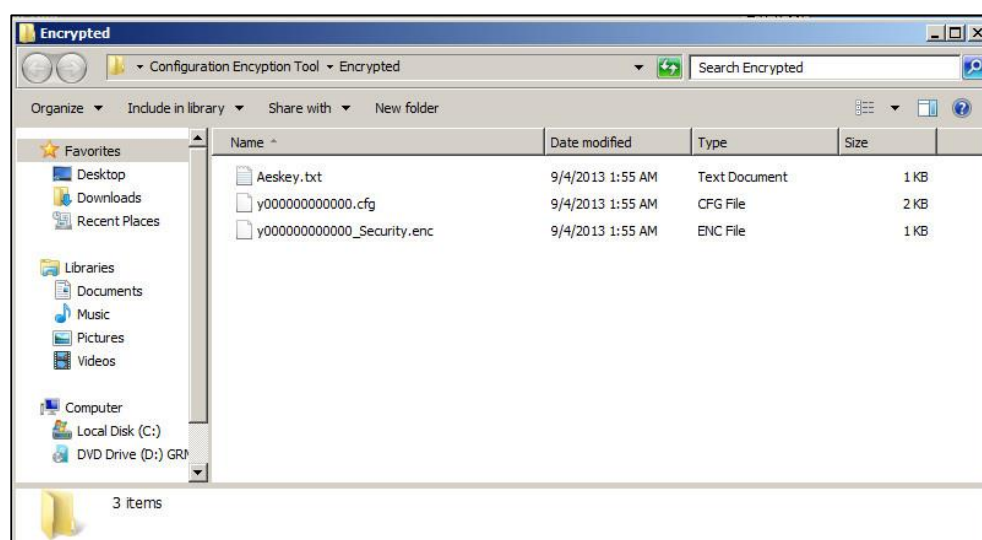 Encrypted
Configuration Encyption Tool Encrypted
Search Encrypted
Organize Include in library Share with New folder
Name Date modified Type Size
Aeskey.txt 9/4/2013 1:55 AM Text Document 1 KB
y000000000000.cfg 9/4/2013 1:55 AM CFG File 2 KB
y000000000000_Security.enc 9/4/2013 1:55 AM ENC File 1 KB
Favorites
Desktop
Downloads
Recent Places
Libraries
Documents
Music
Pictures
Videos
Computer
Local Disk (C:)
DVD Drive (D:) GRM
3 items